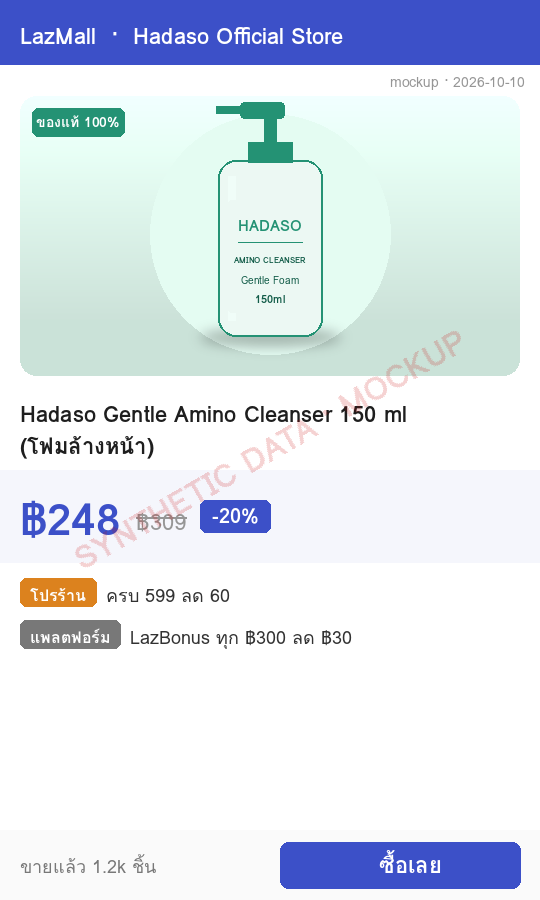 LazMall · Hadaso Official Store
mockup · 2026-10-10
ของแท้ 100%
HADASO
AMINO CLEANSER
Gentle Foam
150ml
Hadaso Gentle Amino Cleanser 150 ml
(โฟมล้างหน้า)
SYNTHETIC DATA · MOCKUP
฿248 ฿309 -20%
โปรร้าน ครบ 599 ลด 60
แพลตฟอร์ม LazBonus ทุก ฿300 ลด ฿30
ขายแล้ว 1.2k ชิ้น
ซื้อเลย